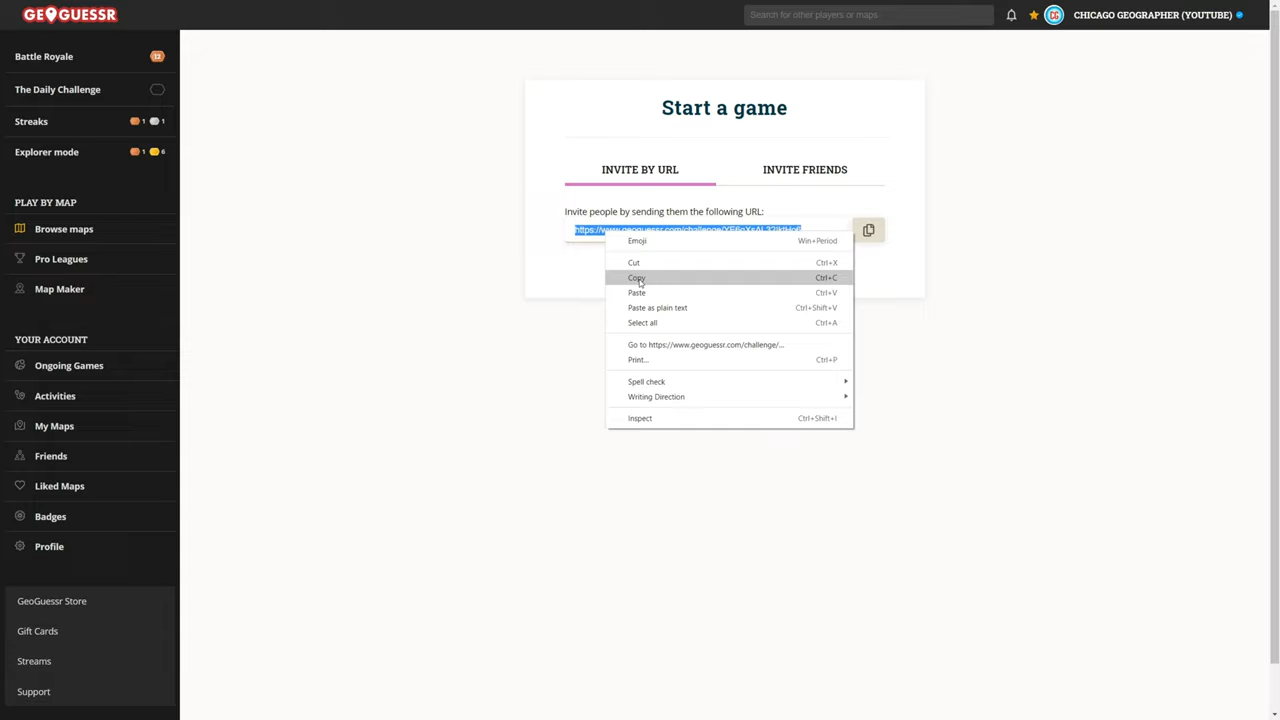 GEOGUESSR
Search for other players or maps
CHICAGO GEOGRAPHER (YOUTUBE)
Battle Royale
12
The Daily Challenge
Streaks
1 1
Explorer mode
1 6
PLAY BY MAP
Browse maps
Pro Leagues
Map Maker
YOUR ACCOUNT
Ongoing Games
Activities
My Maps
Friends
Liked Maps
Badges
Profile
GeoGuessr Store
Gift Cards
Streams
Support
Start a game
INVITE BY URL
INVITE FRIENDS
Invite people by sending them the following URL:
Emoji Win+Period
Cut Ctrl+X
Copy Ctrl+C
Paste Ctrl+V
Paste as plain text Ctrl+Shift+V
Select all Ctrl+A
Go to https://www.geoguessr.com/challenge/...
Print... Ctrl+P
Spell check
Writing Direction
Inspect Ctrl+Shift+I